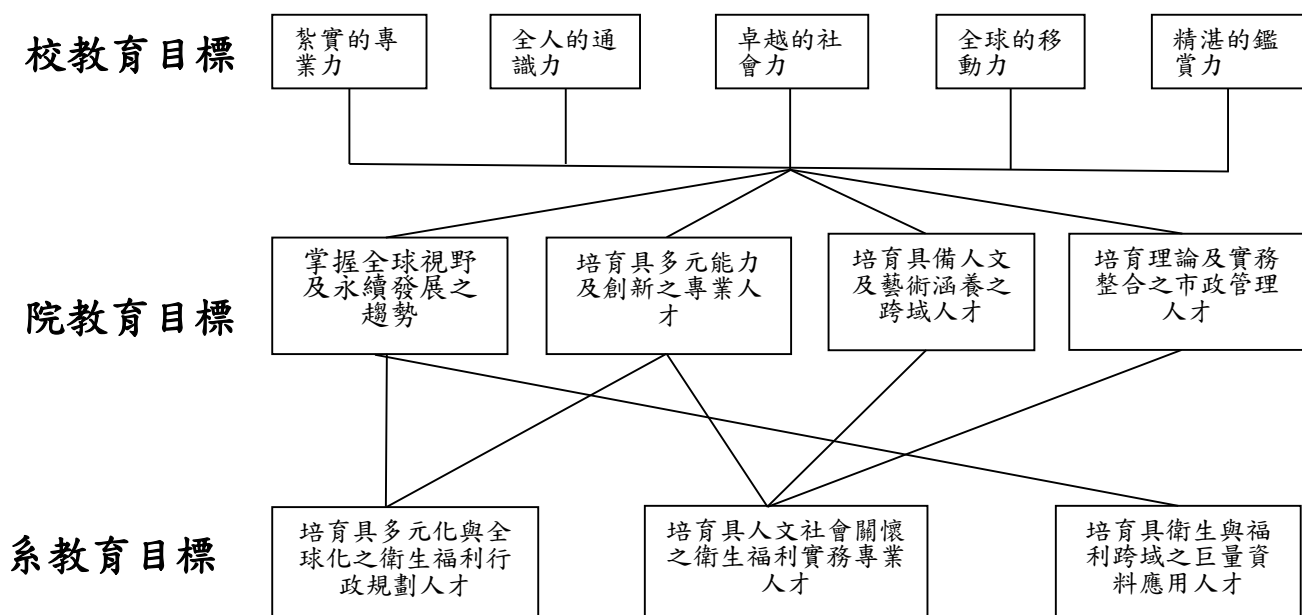 校教育目標
紮實的專
業力
全人的通
識力
卓越的社
會力
全球的移
動力
精湛的鑑
賞力
院教育目標
掌握全球視野
及永續發展之
趨勢
培育具多元能力
及創新之專業人
才
培育具備人文
及藝術涵養之
跨域人才
培育理論及實務
整合之市政管理
人才
系教育目標
培育具多元化與全
球化之衛生福利行
政規劃人才
培育具人文社會關懷
之衛生福利實務專業
人才
培育具衛生與福
利跨域之巨量資
料應用人才